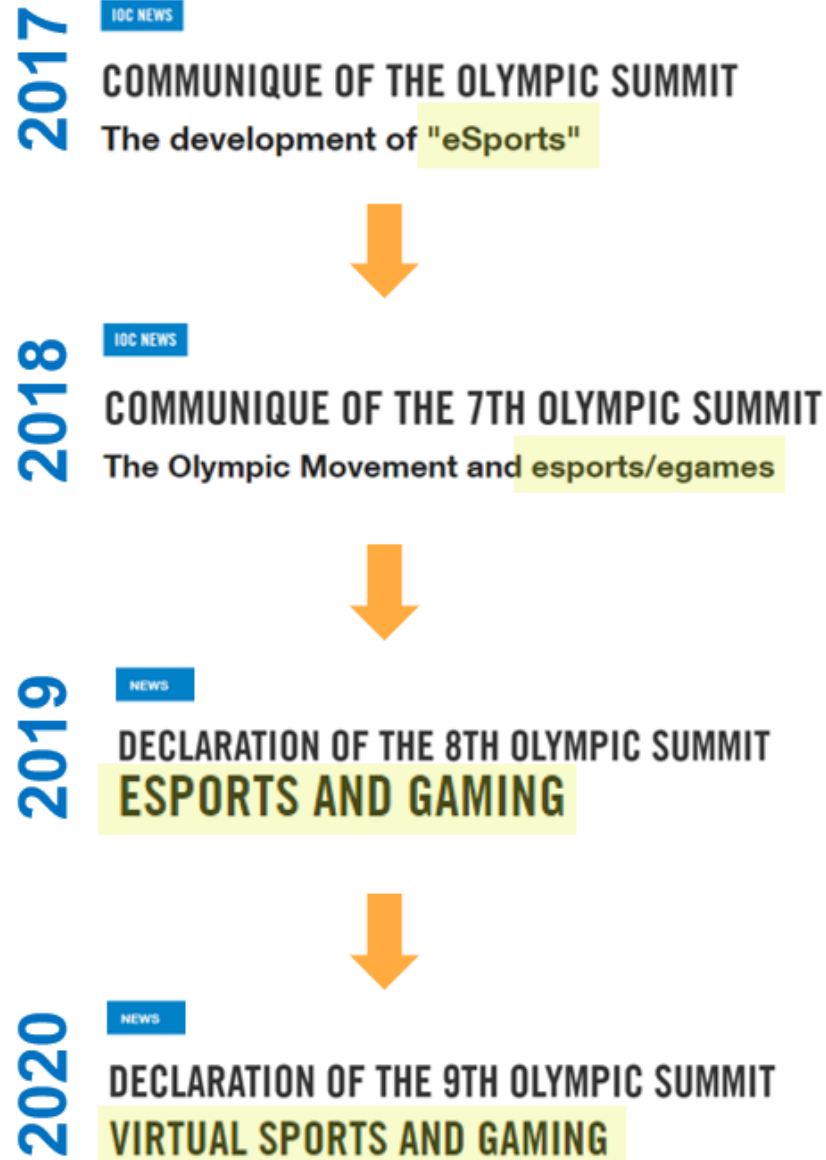 2017
IOC NEWS
COMMUNIQUE OF THE OLYMPIC SUMMIT
The development of "eSports"
2018
IOC NEWS
COMMUNIQUE OF THE 7TH OLYMPIC SUMMIT
The Olympic Movement and esports/egames
2019
NEWS
DECLARATION OF THE 8TH OLYMPIC SUMMIT
ESPORTS AND GAMING
2020
NEWS
DECLARATION OF THE 9TH OLYMPIC SUMMIT
VIRTUAL SPORTS AND GAMING